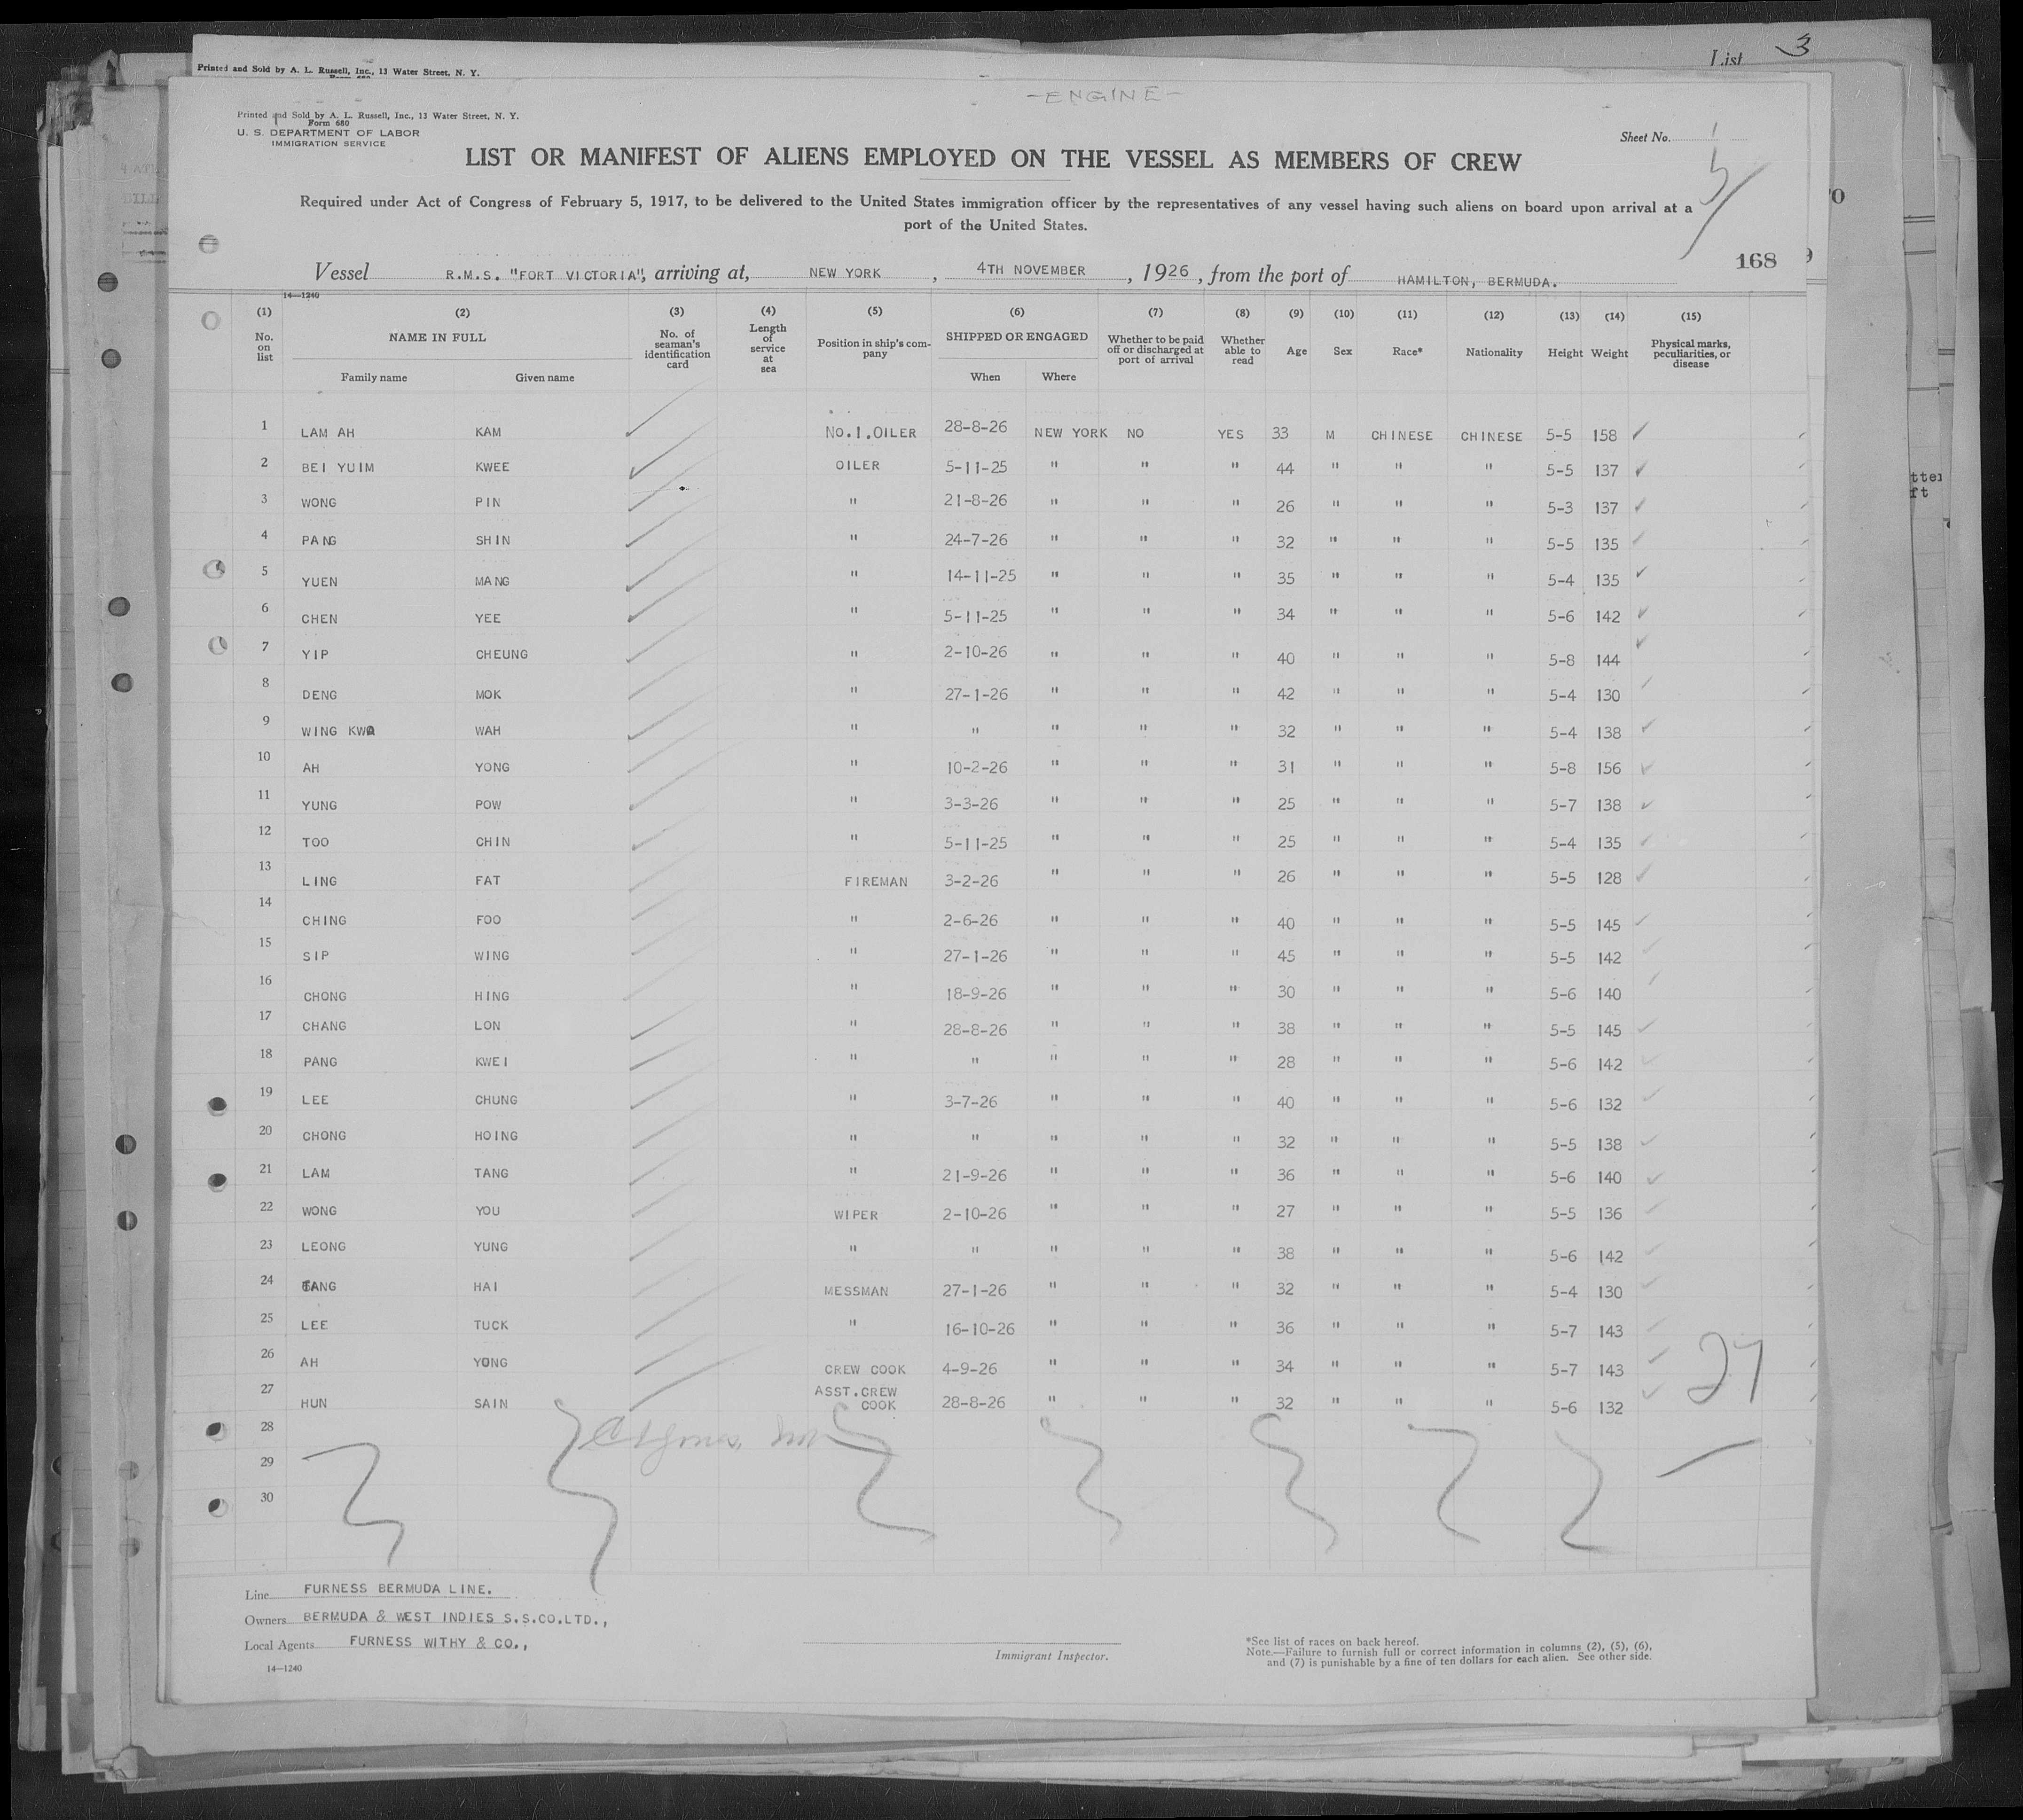 List 3
Printed and Sold by A. L. Russell, Inc., 13 Water Street, N. Y.
- ENGINE -
Printed and Sold by A. L. Russell, Inc., 13 Water Street, N. Y.
Form 680
U. S. DEPARTMENT OF LABOR
IMMIGRATION SERVICE
Sheet No. 1
5
LIST OR MANIFEST OF ALIENS EMPLOYED ON THE VESSEL AS MEMBERS OF CREW
Required under Act of Congress of February 5, 1917, to be delivered to the United States immigration officer by the representatives of any vessel having such aliens on board upon arrival at a
port of the United States.
168
Vessel R.M.S. "FORT VICTORIA", arriving at, NEW YORK, 4TH NOVEMBER, 1926, from the port of HAMILTON, BERMUDA.
14—1240
(1) (2) (3) (4) (5) (6) (7) (8) (9) (10) (11) (12) (13) (14) (15)
No. on list NAME IN FULL No. of seaman's identification card Length of service at sea Position in ship's company SHIPPED OR ENGAGED Whether to be paid off or discharged at port of arrival Whether able to read Age Sex Race* Nationality Height Weight Physical marks, peculiarities, or disease
Family name Given name When Where
1 LAM AH KAM No.1.OILER 28-8-26 NEW YORK NO YES 33 M CHINESE CHINESE 5-5 158
2 BEI YUIM KWEE OILER 5-11-25 " " " 44 " " " 5-5 137
3 WONG PIN " 21-8-26 " " " 26 " " " 5-3 137
4 PANG SHIN " 24-7-26 " " " 32 " " " 5-5 135
5 YUEN MANG " 14-11-25 " " " 35 " " " 5-4 135
6 CHEN YEE " 5-11-25 " " " 34 " " " 5-6 142
7 YIP CHEUNG " 2-10-26 " " " 40 " " " 5-8 144
8 DENG MOK " 27-1-26 " " " 42 " " " 5-4 130
9 WING KWO WAH " " " " " 32 " " " 5-4 138
10 AH YONG " 10-2-26 " " " 31 " " " 5-8 156
11 YUNG POW " 3-3-26 " " " 25 " " " 5-7 138
12 TOO CHIN " 5-11-25 " " " 25 " " " 5-4 135
13 LING FAT FIREMAN 3-2-26 " " " 26 " " " 5-5 128
14 CHING FOO " 2-6-26 " " " 40 " " " 5-5 145
15 SIP WING " 27-1-26 " " " 45 " " " 5-5 142
16 CHONG HING " 18-9-26 " " " 30 " " " 5-6 140
17 CHANG LON " 28-8-26 " " " 38 " " " 5-5 145
18 PANG KWEI " " " " " 28 " " " 5-6 142
19 LEE CHUNG " 3-7-26 " " " 40 " " " 5-6 132
20 CHONG HOING " " " " " 32 " " " 5-5 138
21 LAM TANG " 21-9-26 " " " 36 " " " 5-6 140
22 WONG YOU WIPER 2-10-26 " " " 27 " " " 5-5 136
23 LEONG YUNG " " " " " 38 " " " 5-6 142
24 TANG HAI MESSMAN 27-1-26 " " " 32 " " " 5-4 130
25 LEE TUCK " 16-10-26 " " " 36 " " " 5-7 143
26 AH YONG CREW COOK 4-9-26 " " " 34 " " " 5-7 143
27 HUN SAIN ASST.CREW COOK 28-8-26 " " " 32 " " " 5-6 132
27
28
29
30
Line FURNESS BERMUDA LINE.
Owners BERMUDA & WEST INDIES S.S.CO.LTD.,
Local Agents FURNESS WITHY & CO.,
14—1240
Immigrant Inspector.
*See list of races on back hereof.
Note.—Failure to furnish full or correct information in columns (2), (5), (6),
and (7) is punishable by a fine of ten dollars for each alien. See other side.